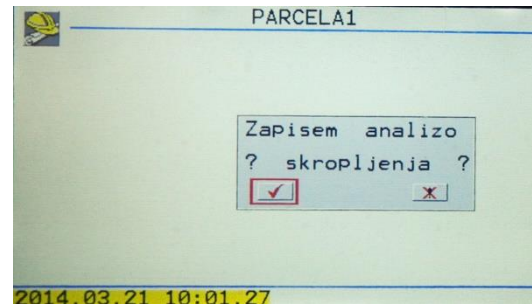 PARCELA1
Zapisem analizo
? skropljenja ?
2014.03.21 10:01.27